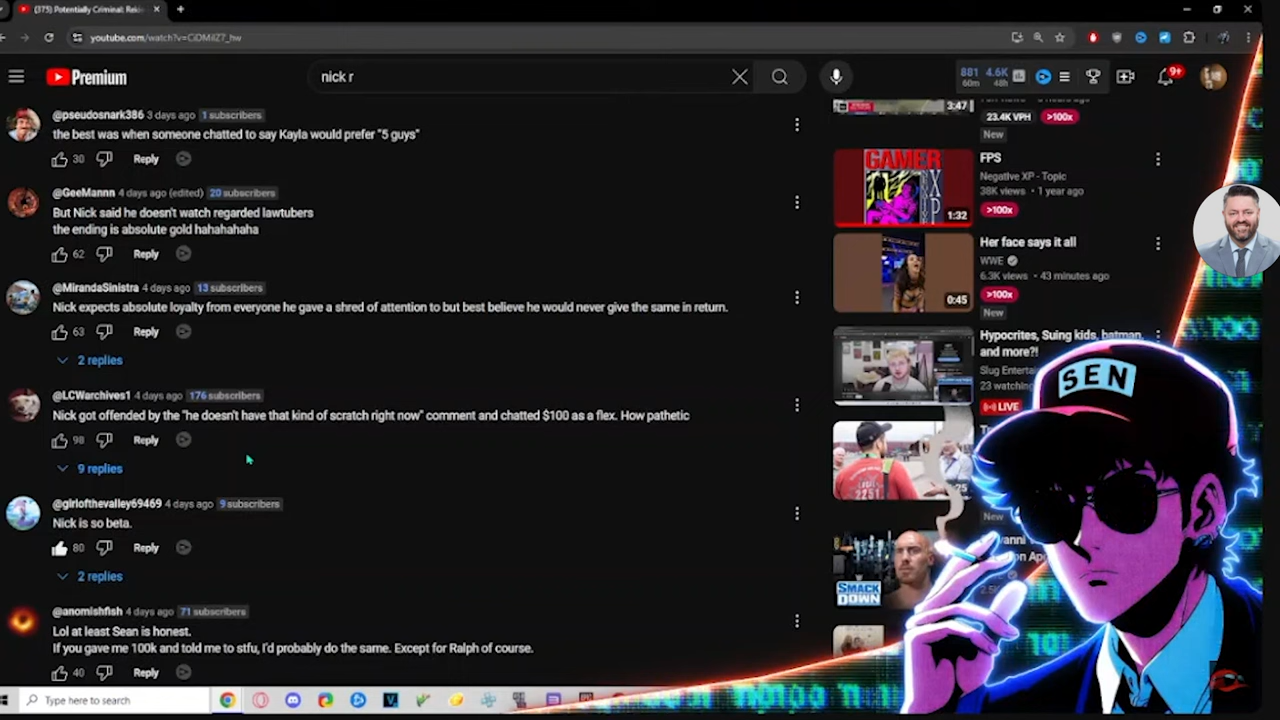 (375) Potentially Criminal: Reki
youtube.com/watch?v=CiDMilZ7_hw
Premium
nick r
881
60m
4.6K
48h
9+
@pseudosnark386 3 days ago 1 subscribers
the best was when someone chatted to say Kayla would prefer "5 guys"
30 Reply
@GeeMannn 4 days ago (edited) 20 subscribers
But Nick said he doesn't watch regarded lawtubers
the ending is absolute gold hahahahaha
62 Reply
@MirandaSinistra 4 days ago 13 subscribers
Nick expects absolute loyalty from everyone he gave a shred of attention to but best believe he would never give the same in return.
63 Reply
2 replies
@LCWarchives1 4 days ago 176 subscribers
Nick got offended by the "he doesn't have that kind of scratch right now" comment and chatted $100 as a flex. How pathetic
98 Reply
9 replies
@girlofthevalley69469 4 days ago 9 subscribers
Nick is so beta.
80 Reply
2 replies
@anomishfish 4 days ago 71 subscribers
Lol at least Sean is honest.
If you gave me 100k and told me to stfu, I'd probably do the same. Except for Ralph of course.
40 Reply
3:47
23.4K VPH >100x
New
GAMER
XP
1:32
FPS
Negative XP - Topic
38K views • 1 year ago
>100x
0:45
Her face says it all
WWE
6.3K views • 43 minutes ago
>100x
New
Hypocrites, Suing kids, batman,
and more?!
Slug Enterta
23 watching
LIVE
2251
New
SMACK
DOWN
SEN
Type here to search